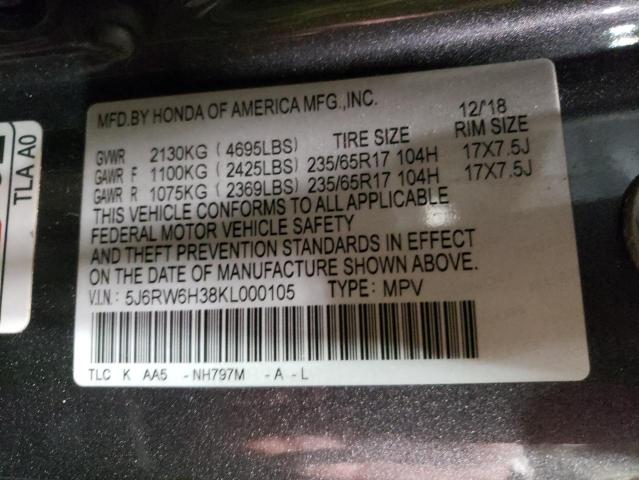 MFD.BY HONDA OF AMERICA MFG.,INC. 12/'18
GVWR 2130KG ( 4695LBS) TIRE SIZE RIM SIZE
GAWR F 1100KG ( 2425LBS) 235/65R17 104H 17X7.5J
GAWR R 1075KG ( 2369LBS) 235/65R17 104H 17X7.5J
THIS VEHICLE CONFORMS TO ALL APPLICABLE
FEDERAL MOTOR VEHICLE SAFETY
AND THEFT PREVENTION STANDARDS IN EFFECT
ON THE DATE OF MANUFACTURE SHOWN ABOVE.
V.I.N.: 5J6RW6H38KL000105 TYPE: MPV
TLC K AA5 -NH797M -A -L
TLA A0